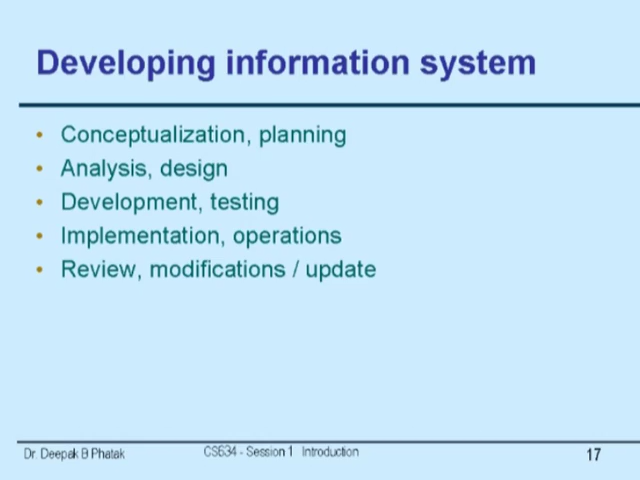 Developing information system
• Conceptualization, planning
• Analysis, design
• Development, testing
• Implementation, operations
• Review, modifications / update
Dr. Deepak B Phatak CS634 - Session 1 Introduction 17